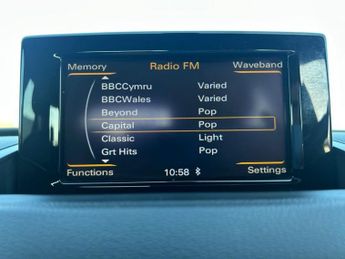 Memory Radio FM Waveband
BBCCymru Varied
BBCWales Varied
Beyond Pop
Capital Pop
Classic Light
Grt Hits Pop
Functions 10:58 Settings